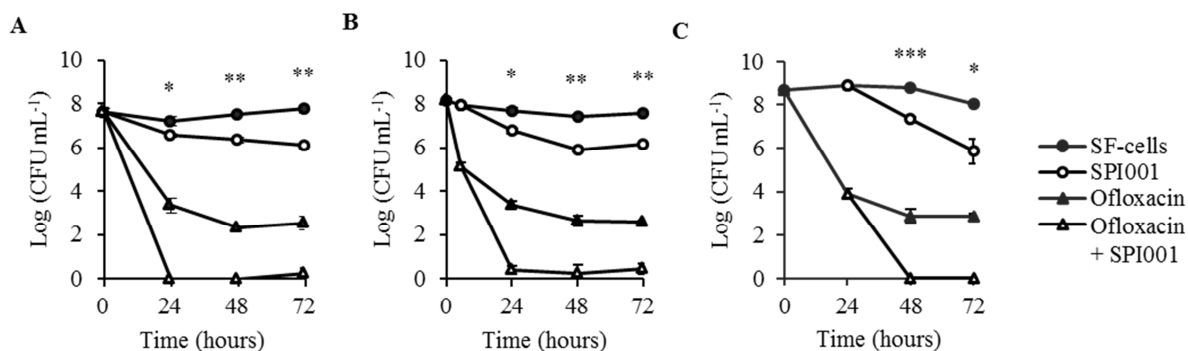 A
Log (CFU mL-1)
10
8
6
4
2
0
* ** **
0 24 48 72
Time (hours)
B
Log (CFU mL-1)
10
8
6
4
2
0
* ** **
0 24 48 72
Time (hours)
C
Log (CFU mL-1)
10
8
6
4
2
0
*** *
0 24 48 72
Time (hours)
SF-cells
SPI001
Ofloxacin
Ofloxacin
+ SPI001